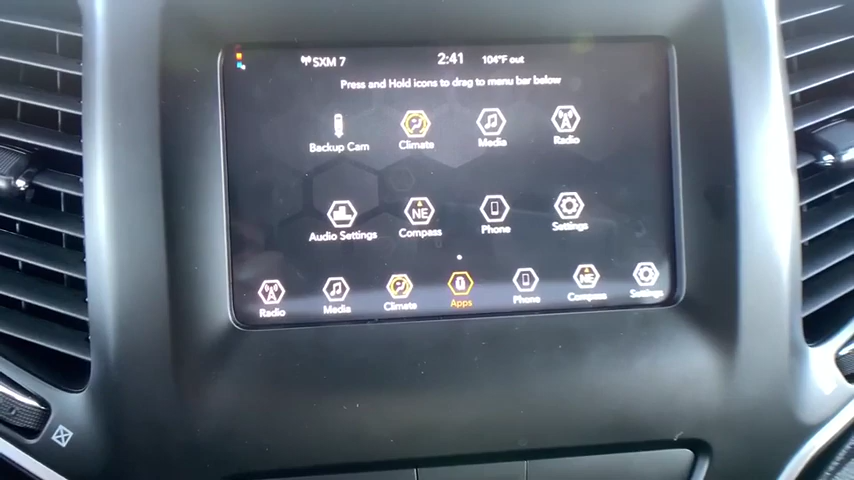 SXM 7 2:41 104°F out
Press and Hold icons to drag to menu bar below
Backup Cam Climate Media Radio
NE
Audio Settings Compass Phone Settings
NE
Radio Media Climate Apps Phone Compass Settings